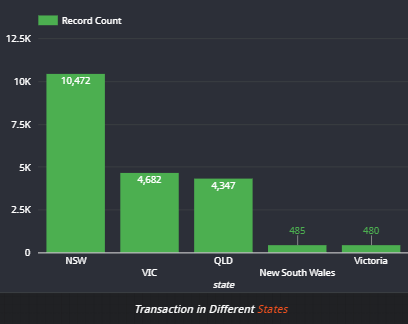 Record Count
12.5K
10K
7.5K
5K
2.5K
0
10,472
4,682
4,347
485
480
NSW
VIC
QLD
New South Wales
Victoria
state
Transaction in Different States